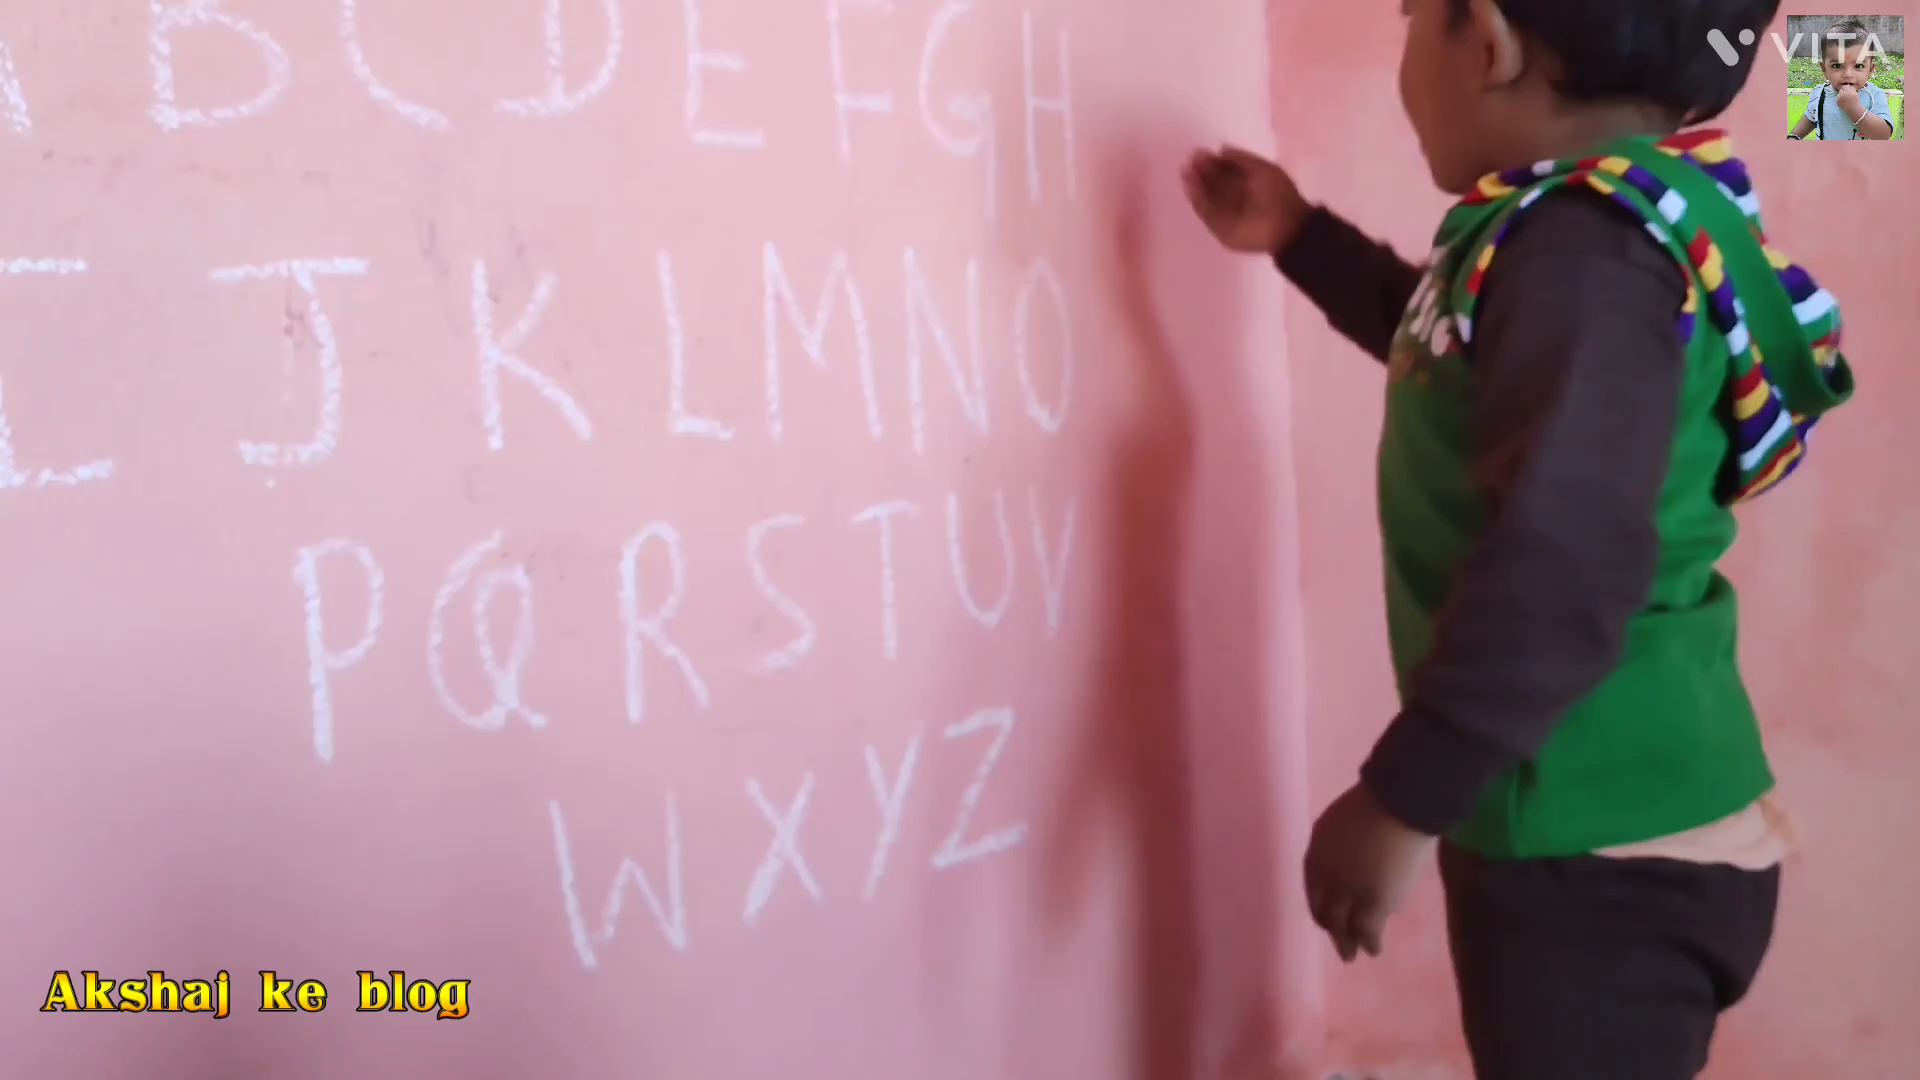 VITA
A B C D E F G H
I J K L M N O
P Q R S T U V
W X Y Z
Akshaj ke blog